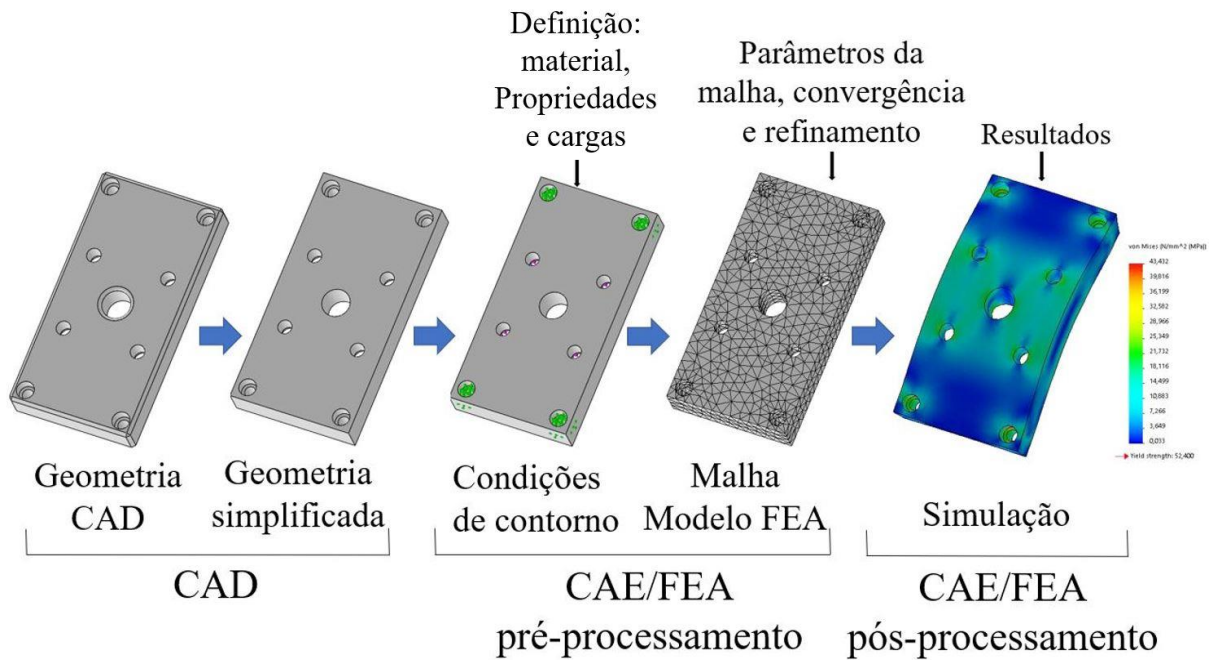 Definição:
material,
Propriedades
e cargas
Parâmetros da
malha, convergência
e refinamento
Resultados
von Mises (N/mm^2 (MPa))
43,432
39,816
36,199
32,582
28,966
25,349
21,732
18,116
14,499
10,883
7,266
3,649
0,033
Yield strength: 52,400
Geometria
CAD
Geometria
simplificada
Condições
de contorno
Malha
Modelo FEA
Simulação
CAD
CAE/FEA
pré-processamento
CAE/FEA
pós-processamento